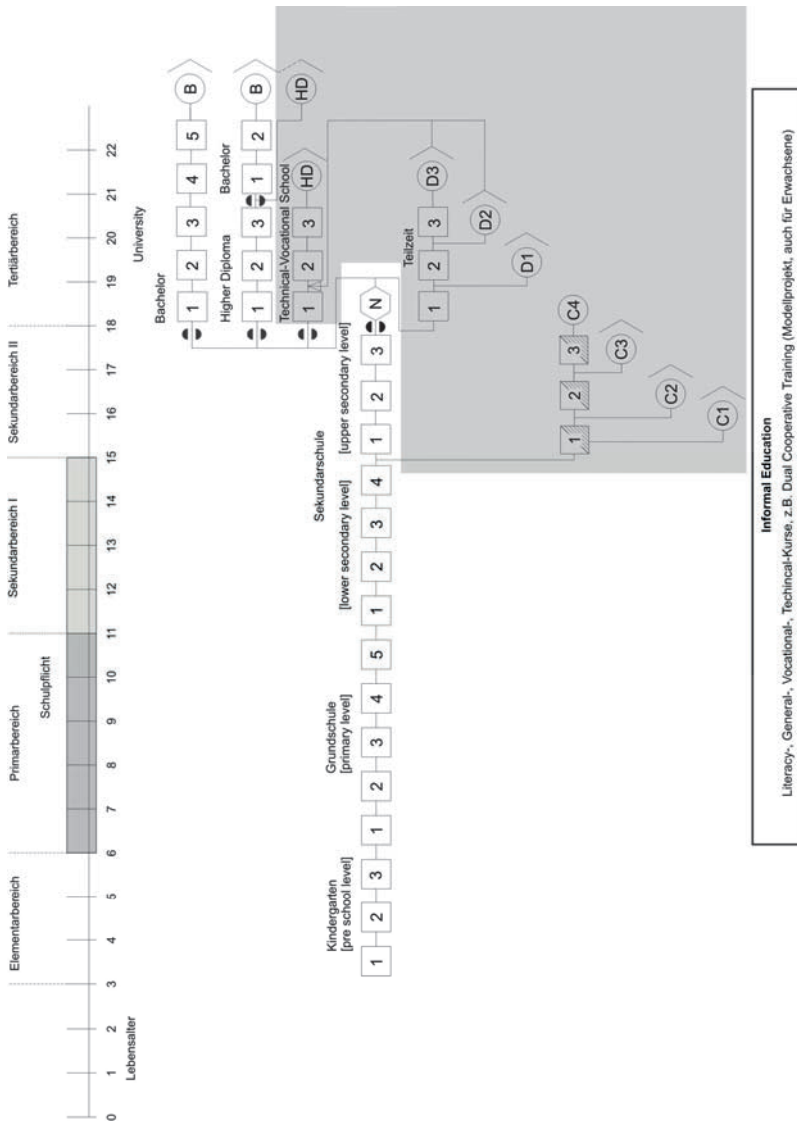 Elementarbereich
Primarbereich
Sekundarbereich I
Sekundarbereich II
Tertiärbereich
Schulpflicht
0 1 2 3 4 5 6 7 8 9 10 11 12 13 14 15 16 17 18 19 20 21 22
Lebensalter
University
Bachelor
1 2 3 4 5 B
Higher Diploma
Bachelor
1 2 3 1 2 B
Technical-Vocational School
1 2 3 HD HD
Kindergarten
[pre school level]
Grundschule
[primary level]
Sekundarschule
[lower secondary level]
[upper secondary level]
1 2 3 1 2 3 4 5 1 2 3 4 1 2 3 N
Teilzeit
1 2 3 D3
D2
D1
1 2 3 C4
C3
C2
C1
Informal Education
Literacy-, General-, Vocational-, Techincal-Kurse, z.B. Dual Cooperative Training (Modellprojekt, auch für Erwachsene)